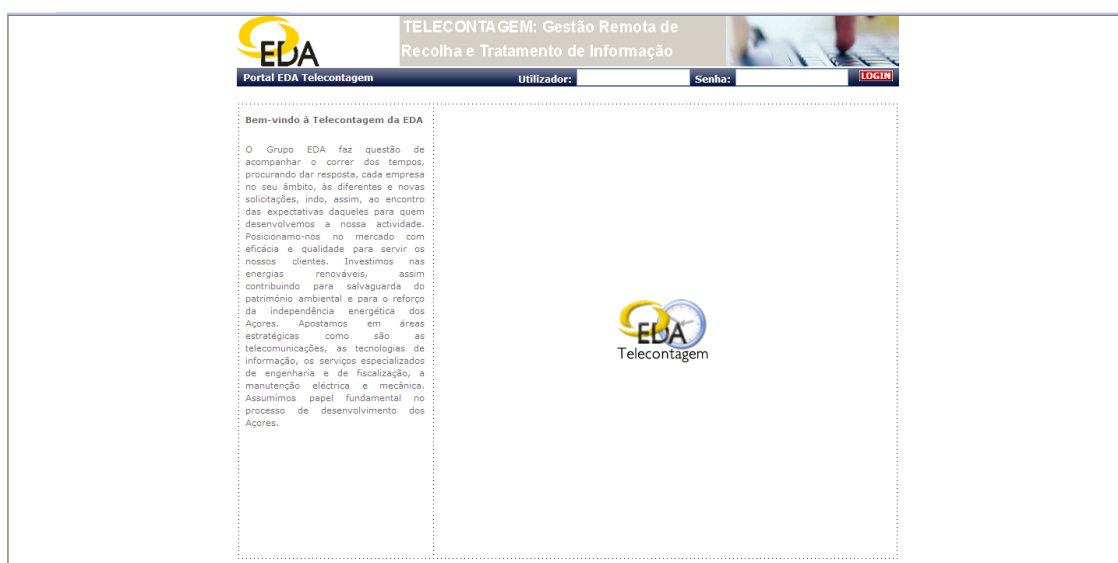 EDA
TELECONTAGEM: Gestão Remota de
Recolha e Tratamento de Informação
Portal EDA Telecontagem
Utilizador:
Senha:
LOGIN
Bem-vindo à Telecontagem da EDA
O Grupo EDA faz questão de
acompanhar o correr dos tempos,
procurando dar resposta, cada empresa
no seu âmbito, às diferentes e novas
solicitações, indo, assim, ao encontro
das expectativas daqueles para quem
desenvolvemos a nossa actividade.
Posicionamo-nos no mercado com
eficácia e qualidade para servir os
nossos clientes. Investimos nas
energias renováveis, assim
contribuindo para salvaguarda do
património ambiental e para o reforço
da independência energética dos
Açores. Apostamos em áreas
estratégicas como são as
telecomunicações, as tecnologias de
informação, os serviços especializados
de engenharia e de fiscalização, a
manutenção eléctrica e mecânica.
Assumimos papel fundamental no
processo de desenvolvimento dos
Açores.
EDA
Telecontagem